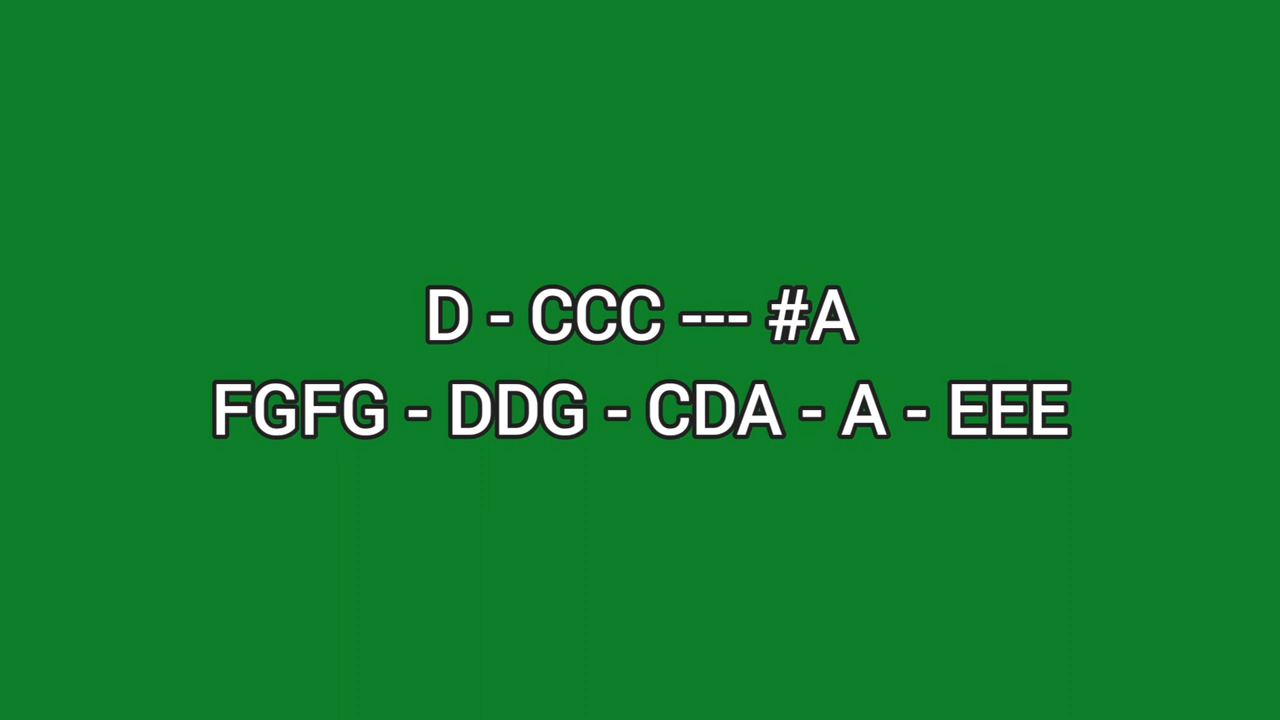 D - CCC --- #A
FGFG - DDG - CDA - A - EEE